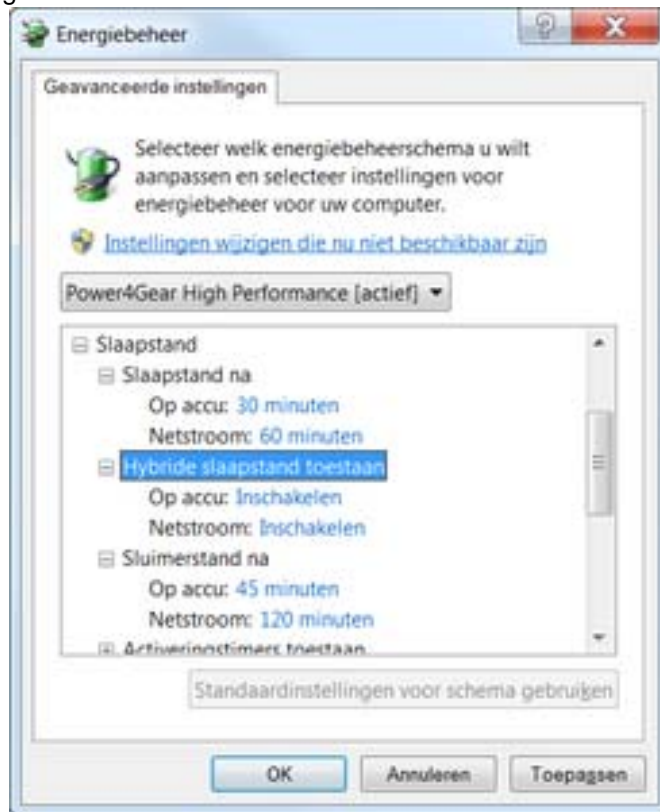 g
Energiebeheer
Geavanceerde instellingen
Selecteer welk energiebeheerschema u wilt
aanpassen en selecteer instellingen voor
energiebeheer voor uw computer.
Instellingen wijzigen die nu niet beschikbaar zijn
Power4Gear High Performance [actief]
Slaapstand
Slaapstand na
Op accu: 30 minuten
Netstroom: 60 minuten
Hybride slaapstand toestaan
Op accu: Inschakelen
Netstroom: Inschakelen
Sluimerstand na
Op accu: 45 minuten
Netstroom: 120 minuten
Activeringstimers toestaan
Standaardinstellingen voor schema gebruiken
OK Annuleren Toepassen